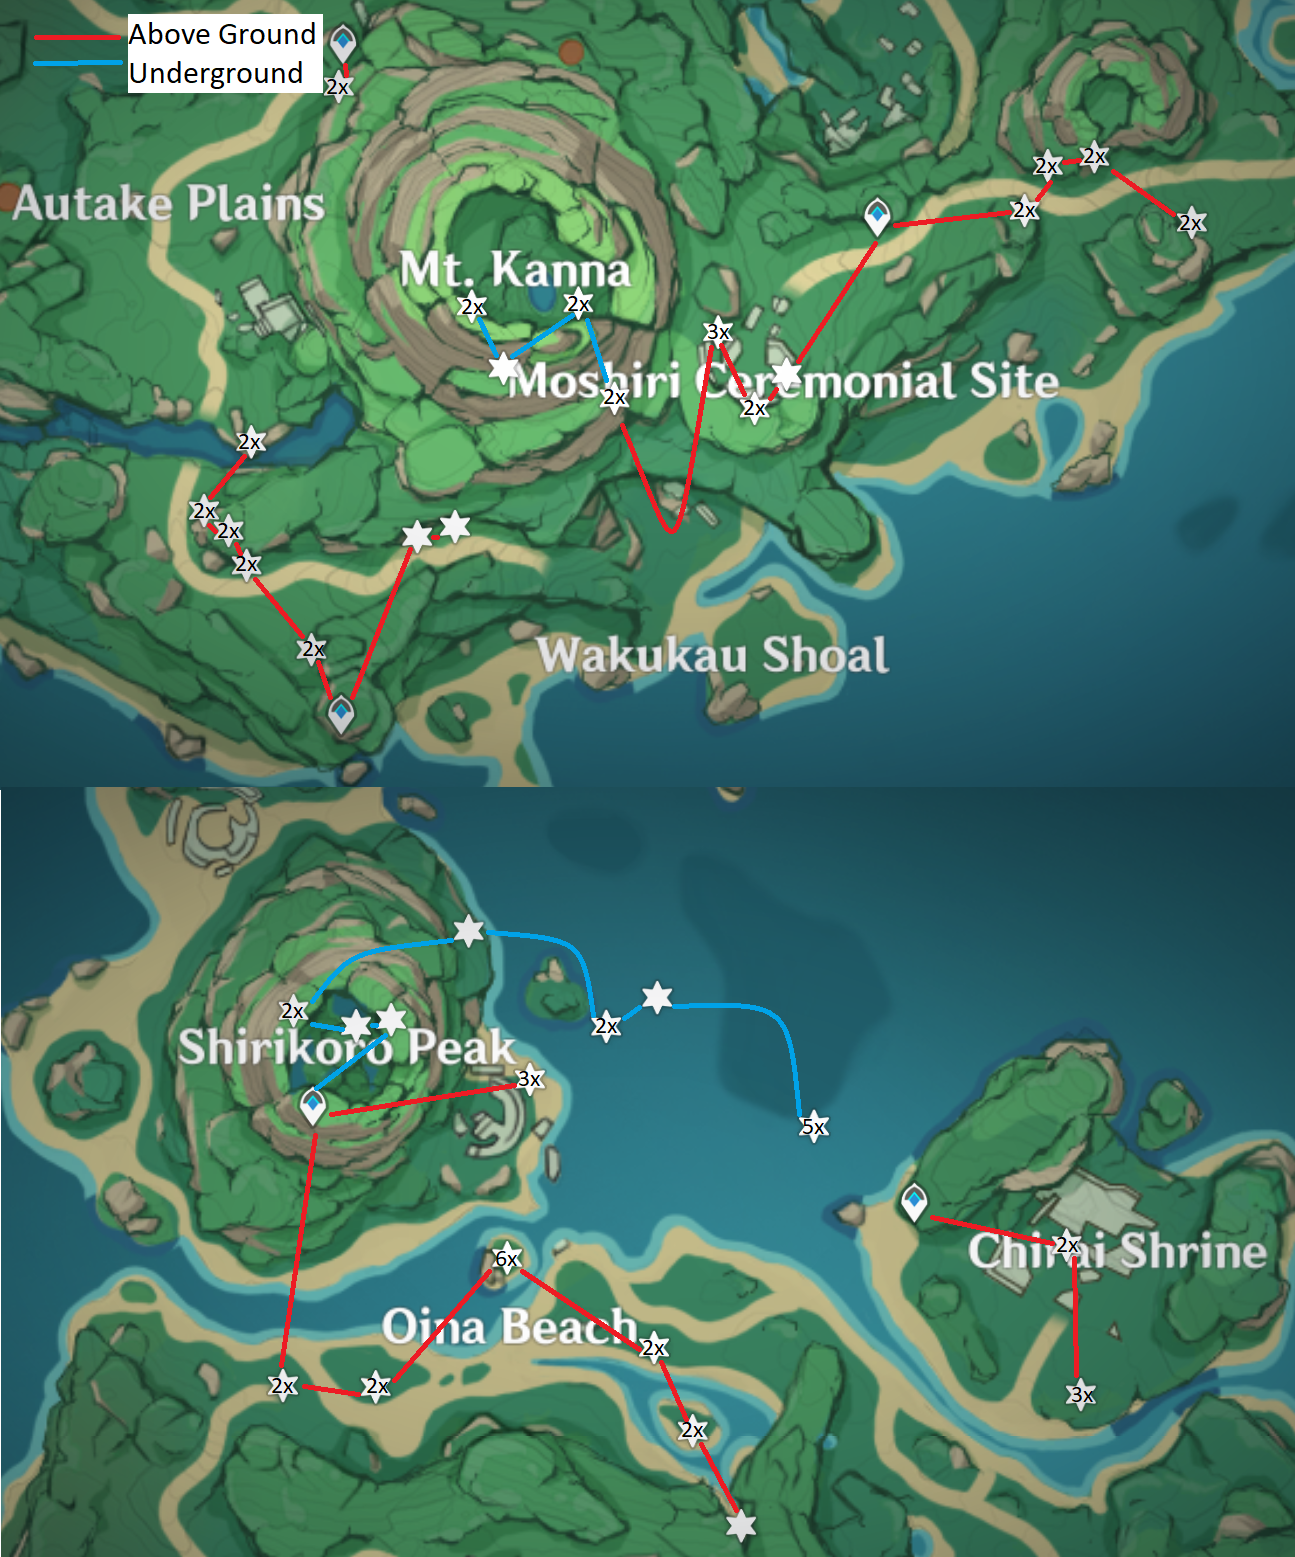 Above Ground
Underground
2x
2x
2x
2x
2x
Autake Plains
2x
Mt. Kanna
2x
2x
3x
Moshiri Ceremonial Site
2x
2x
2x
2x
2x
2x
2x
Wakukau Shoal
2x
2x
Shirikoro Peak
3x
5x
2x
Chirai Shrine
6x
Oina Beach
2x
2x
2x
3x
2x